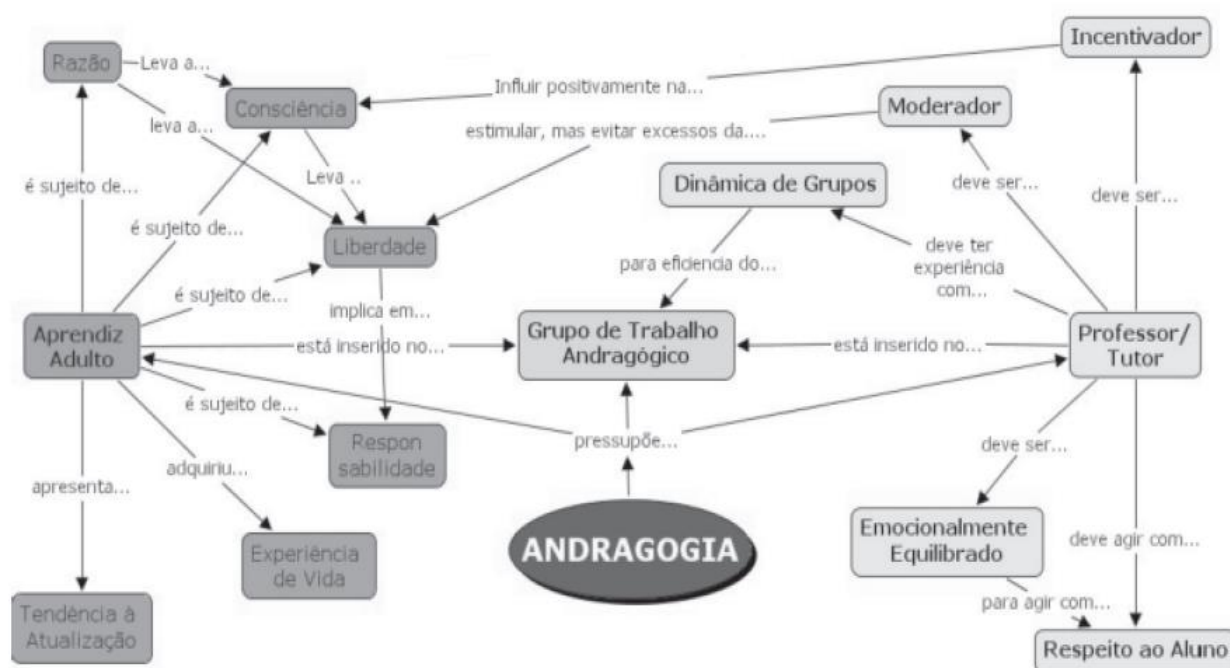 Incentivador
Razão
Leva a...
Influir positivamente na...
Consciência
Moderador
leva a...
estimular, mas evitar excessos da....
Leva ..
Dinâmica de Grupos
deve ser...
deve ser...
é sujeito de...
é sujeito de...
Liberdade
deve ter
experiência
com...
para eficiencia do...
é sujeito de...
implica em...
Aprendiz
Adulto
está inserido no...
Grupo de Trabalho
Andragógico
está inserido no...
Professor/
Tutor
é sujeito de...
Respon
sabilidade
pressupõe...
deve ser...
adquiriu...
apresenta...
ANDRAGOGIA
Emocionalmente
Equilibrado
deve agir com...
Experiência
de Vida
para agir com...
Tendência à
Atualização
Respeito ao Aluno